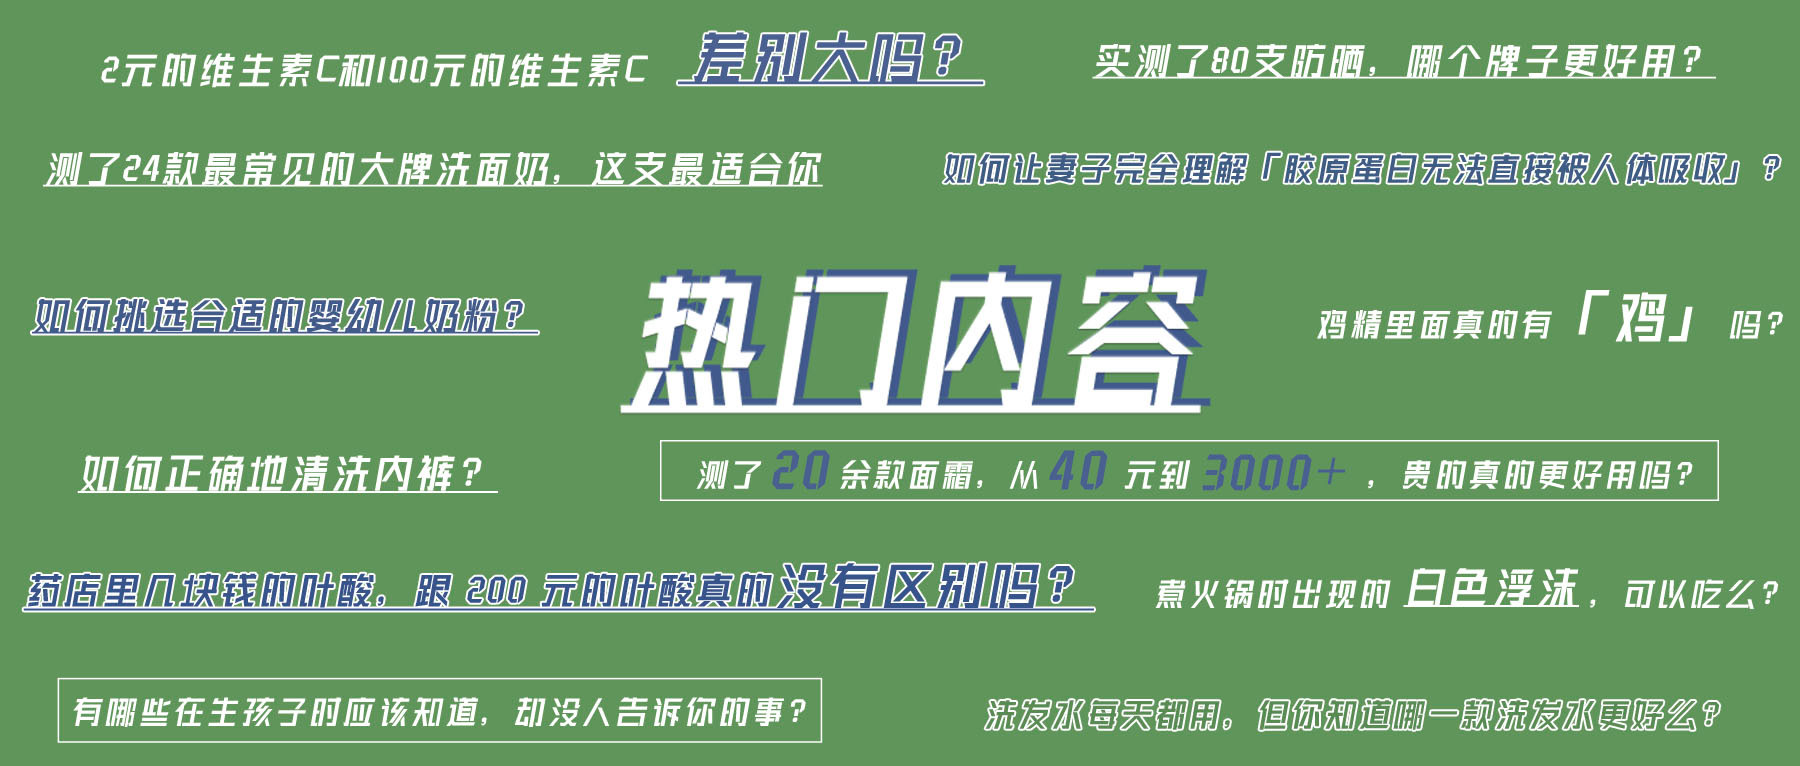 2元的维生素C和100元的维生素C 差别大吗？
实测了80支防晒，哪个牌子更好用？
测了24款最常见的大牌洗面奶，这支最适合你
如何让妻子完全理解「胶原蛋白无法直接被人体吸收」？
如何挑选合适的婴幼儿奶粉？
热门内容
鸡精里面真的有「鸡」吗？
如何正确地清洗内裤？
测了20余款面霜，从40元到3000+，贵的真的更好用吗？
药店里几块钱的叶酸，跟 200 元的叶酸真的没有区别吗？
煮火锅时出现的白色浮沫，可以吃么？
有哪些在生孩子时应该知道，却没人告诉你的事？
洗发水每天都用。但你知道哪一款洗发水更好么？